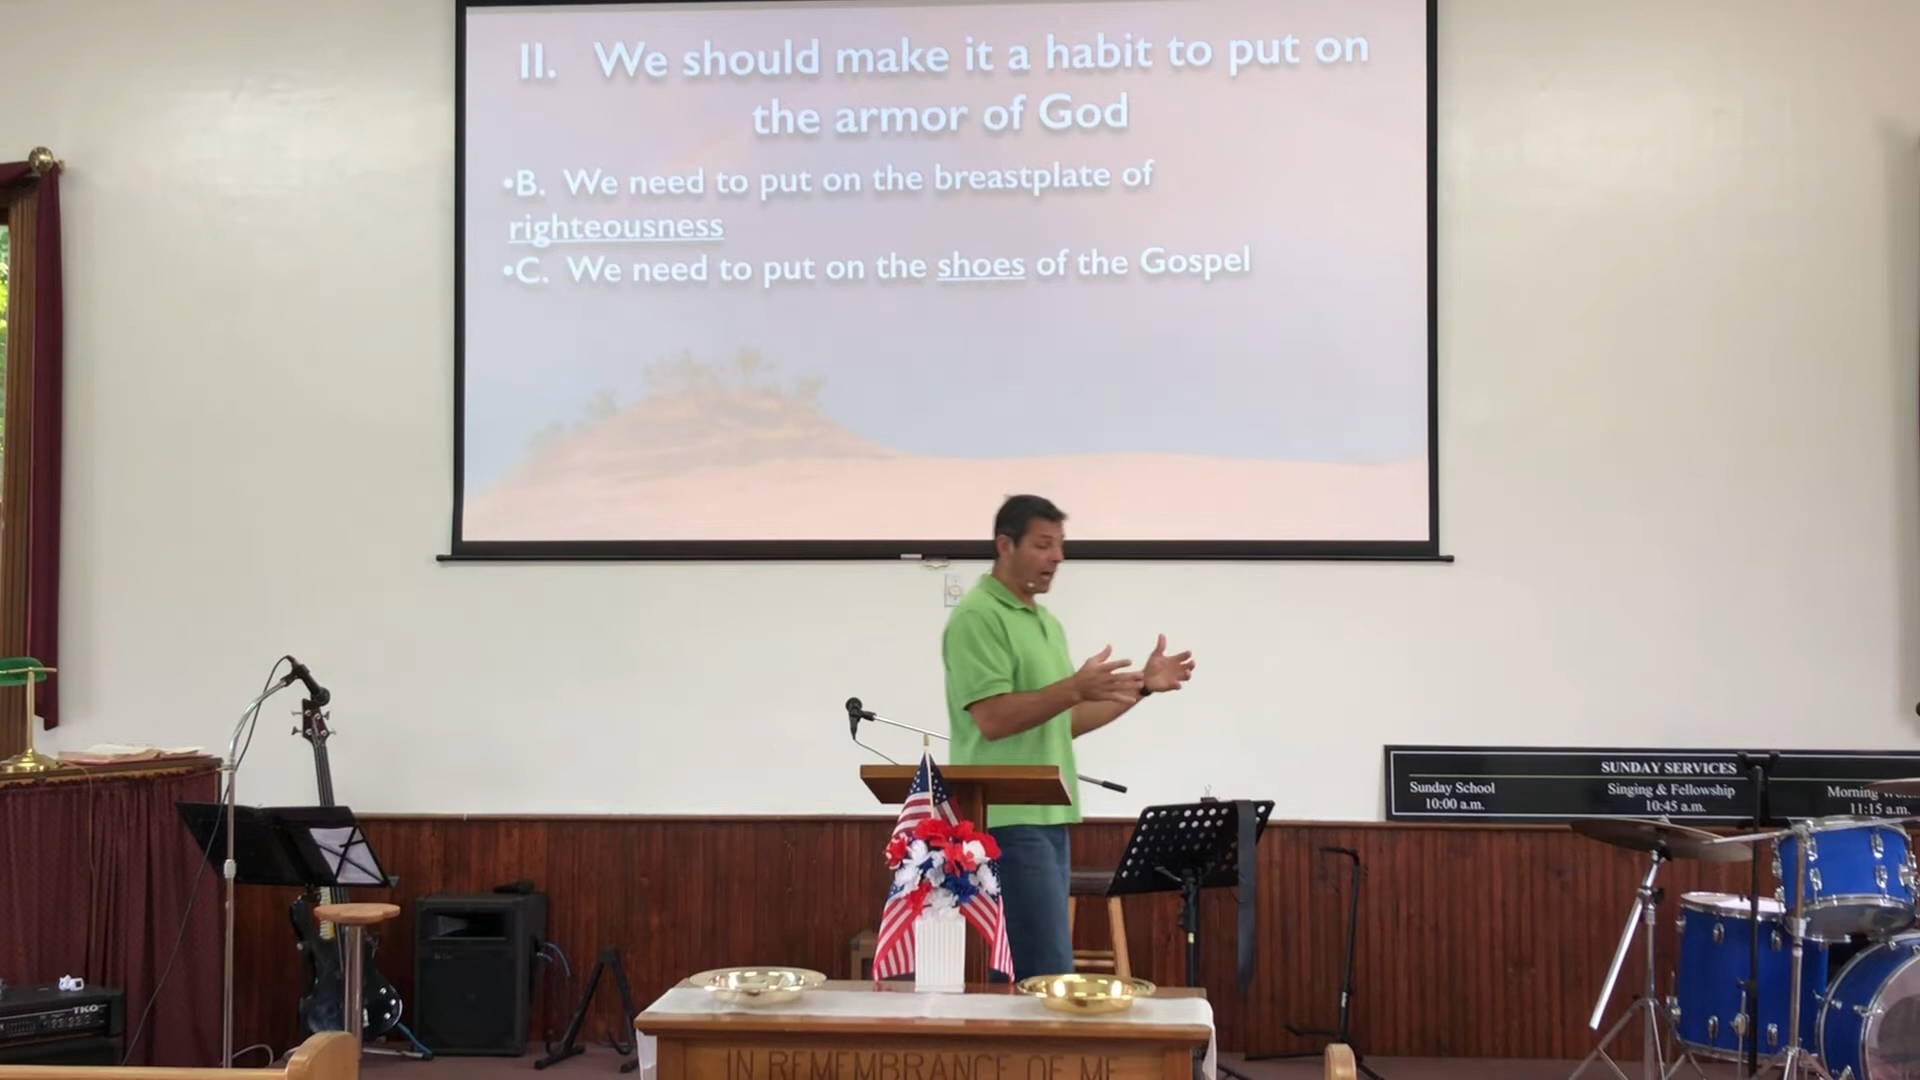 II. We should make it a habit to put on
the armor of God
•B. We need to put on the breastplate of
righteousness
•C. We need to put on the shoes of the Gospel
SUNDAY SERVICES
Sunday School
10:00 a.m.
Singing & Fellowship
10:45 a.m.
Morning
11:15 a.m.
TKO
IN REMEMBRANCE OF ME